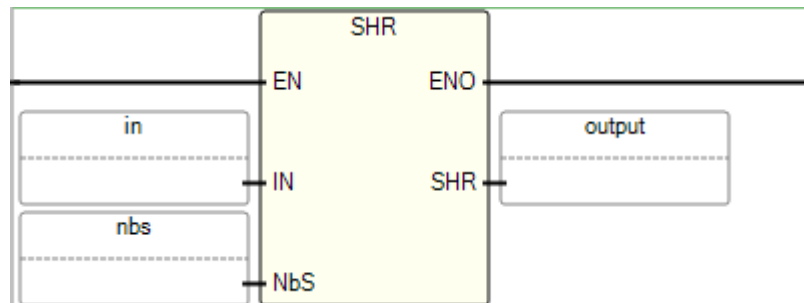 SHR
EN ENO
in output
IN SHR
nbs
NbS